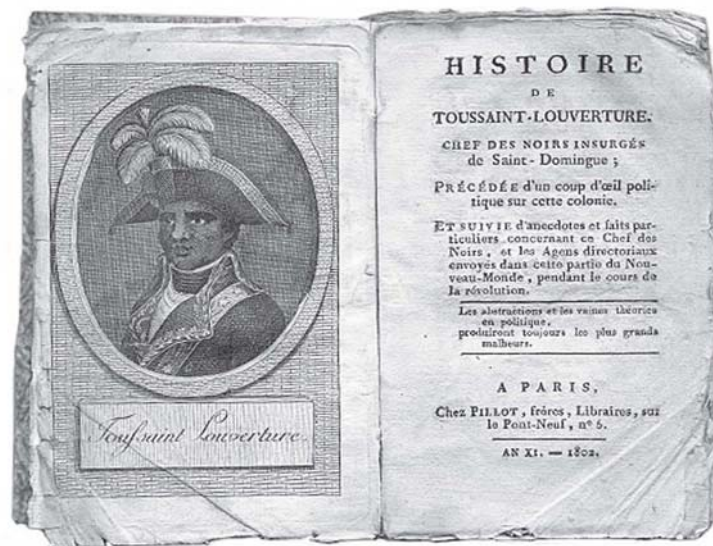 Toussaint Louverture.
HISTOIRE
DE
TOUSSAINT-LOUVERTURE.
CHEF DES NOIRS INSURGÉS
de Saint-Domingue ;
PRÉCÉDÉE d'un coup d'œil poli-
tique sur cette colonie.
ET SUIVIE d'anecdotes et faits par-
ticuliers concernant ce Chef des
Noirs, et les Agens directoriaux
envoyés dans cette partie du Nou-
veau-Monde, pendant le cours de
la révolution.
Les abstractions et les vaines théories
en politique,
produiront toujours les plus grands
malheurs.
A PARIS,
Chez PILLOT, frères, Libraires, sur
le Pont-Neuf, n° 5.
AN XI. — 1802.